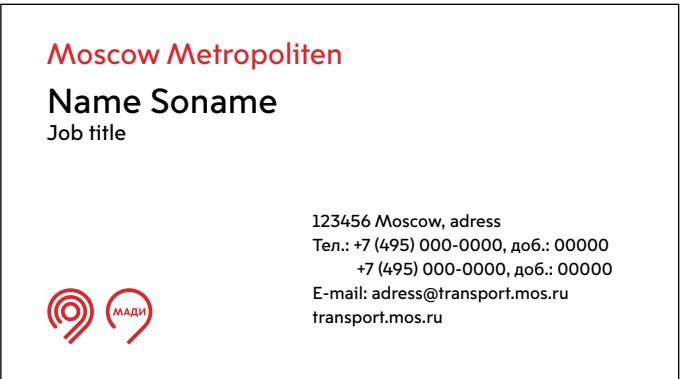 Moscow Metropoliten
Name Soname
Job title
123456 Moscow, adress
Тел.: +7 (495) 000-0000, доб.: 00000
+7 (495) 000-0000, доб.: 00000
E-mail: adress@transport.mos.ru
transport.mos.ru
МАДИ